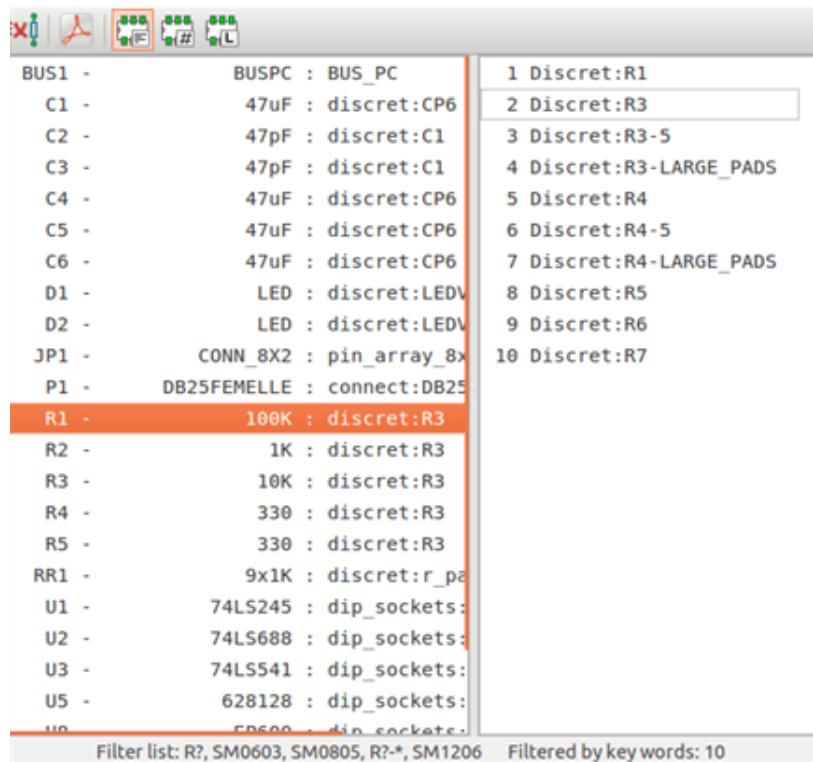 BUS1 - BUSPC : BUS_PC
C1 - 47uF : discret:CP6
C2 - 47pF : discret:C1
C3 - 47pF : discret:C1
C4 - 47uF : discret:CP6
C5 - 47uF : discret:CP6
C6 - 47uF : discret:CP6
D1 - LED : discret:LEDV
D2 - LED : discret:LEDV
JP1 - CONN_8X2 : pin_array_8x
P1 - DB25FEMELLE : connect:DB25
R1 - 100K : discret:R3
R2 - 1K : discret:R3
R3 - 10K : discret:R3
R4 - 330 : discret:R3
R5 - 330 : discret:R3
RR1 - 9x1K : discret:r_pa
U1 - 74LS245 : dip_sockets:
U2 - 74LS688 : dip_sockets:
U3 - 74LS541 : dip_sockets:
U5 - 628128 : dip_sockets:
EP600 : dip_sockets:
1 Discret:R1
2 Discret:R3
3 Discret:R3-5
4 Discret:R3-LARGE_PADS
5 Discret:R4
6 Discret:R4-5
7 Discret:R4-LARGE_PADS
8 Discret:R5
9 Discret:R6
10 Discret:R7
Filter list: R?, SM0603, SM0805, R?-*, SM1206 Filtered by key words: 10